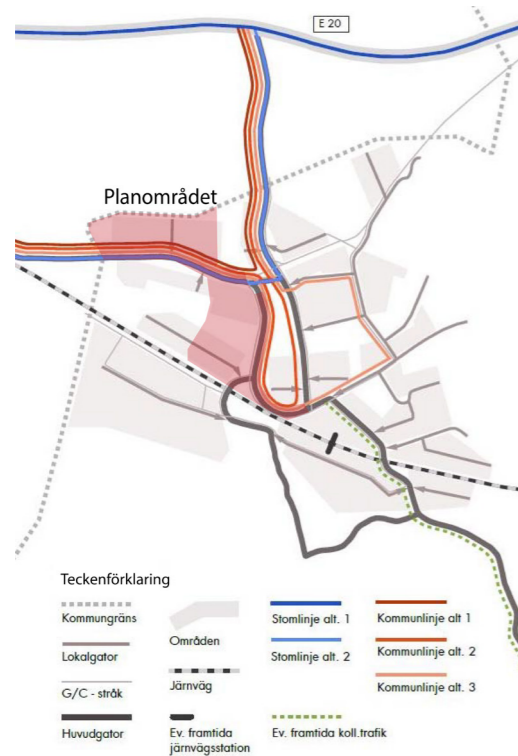 E 20
Planområdet
Teckenförklaring
Kommungräns
Lokalgator
G/C - stråk
Huvudgator
Områden
Järnväg
Ev. framtida
järnvägsstation
Stomlinje alt. 1
Stomlinje alt. 2
Ev. framtida koll.trafik
Kommunlinje alt 1
Kommunlinje alt. 2
Kommunlinje alt. 3